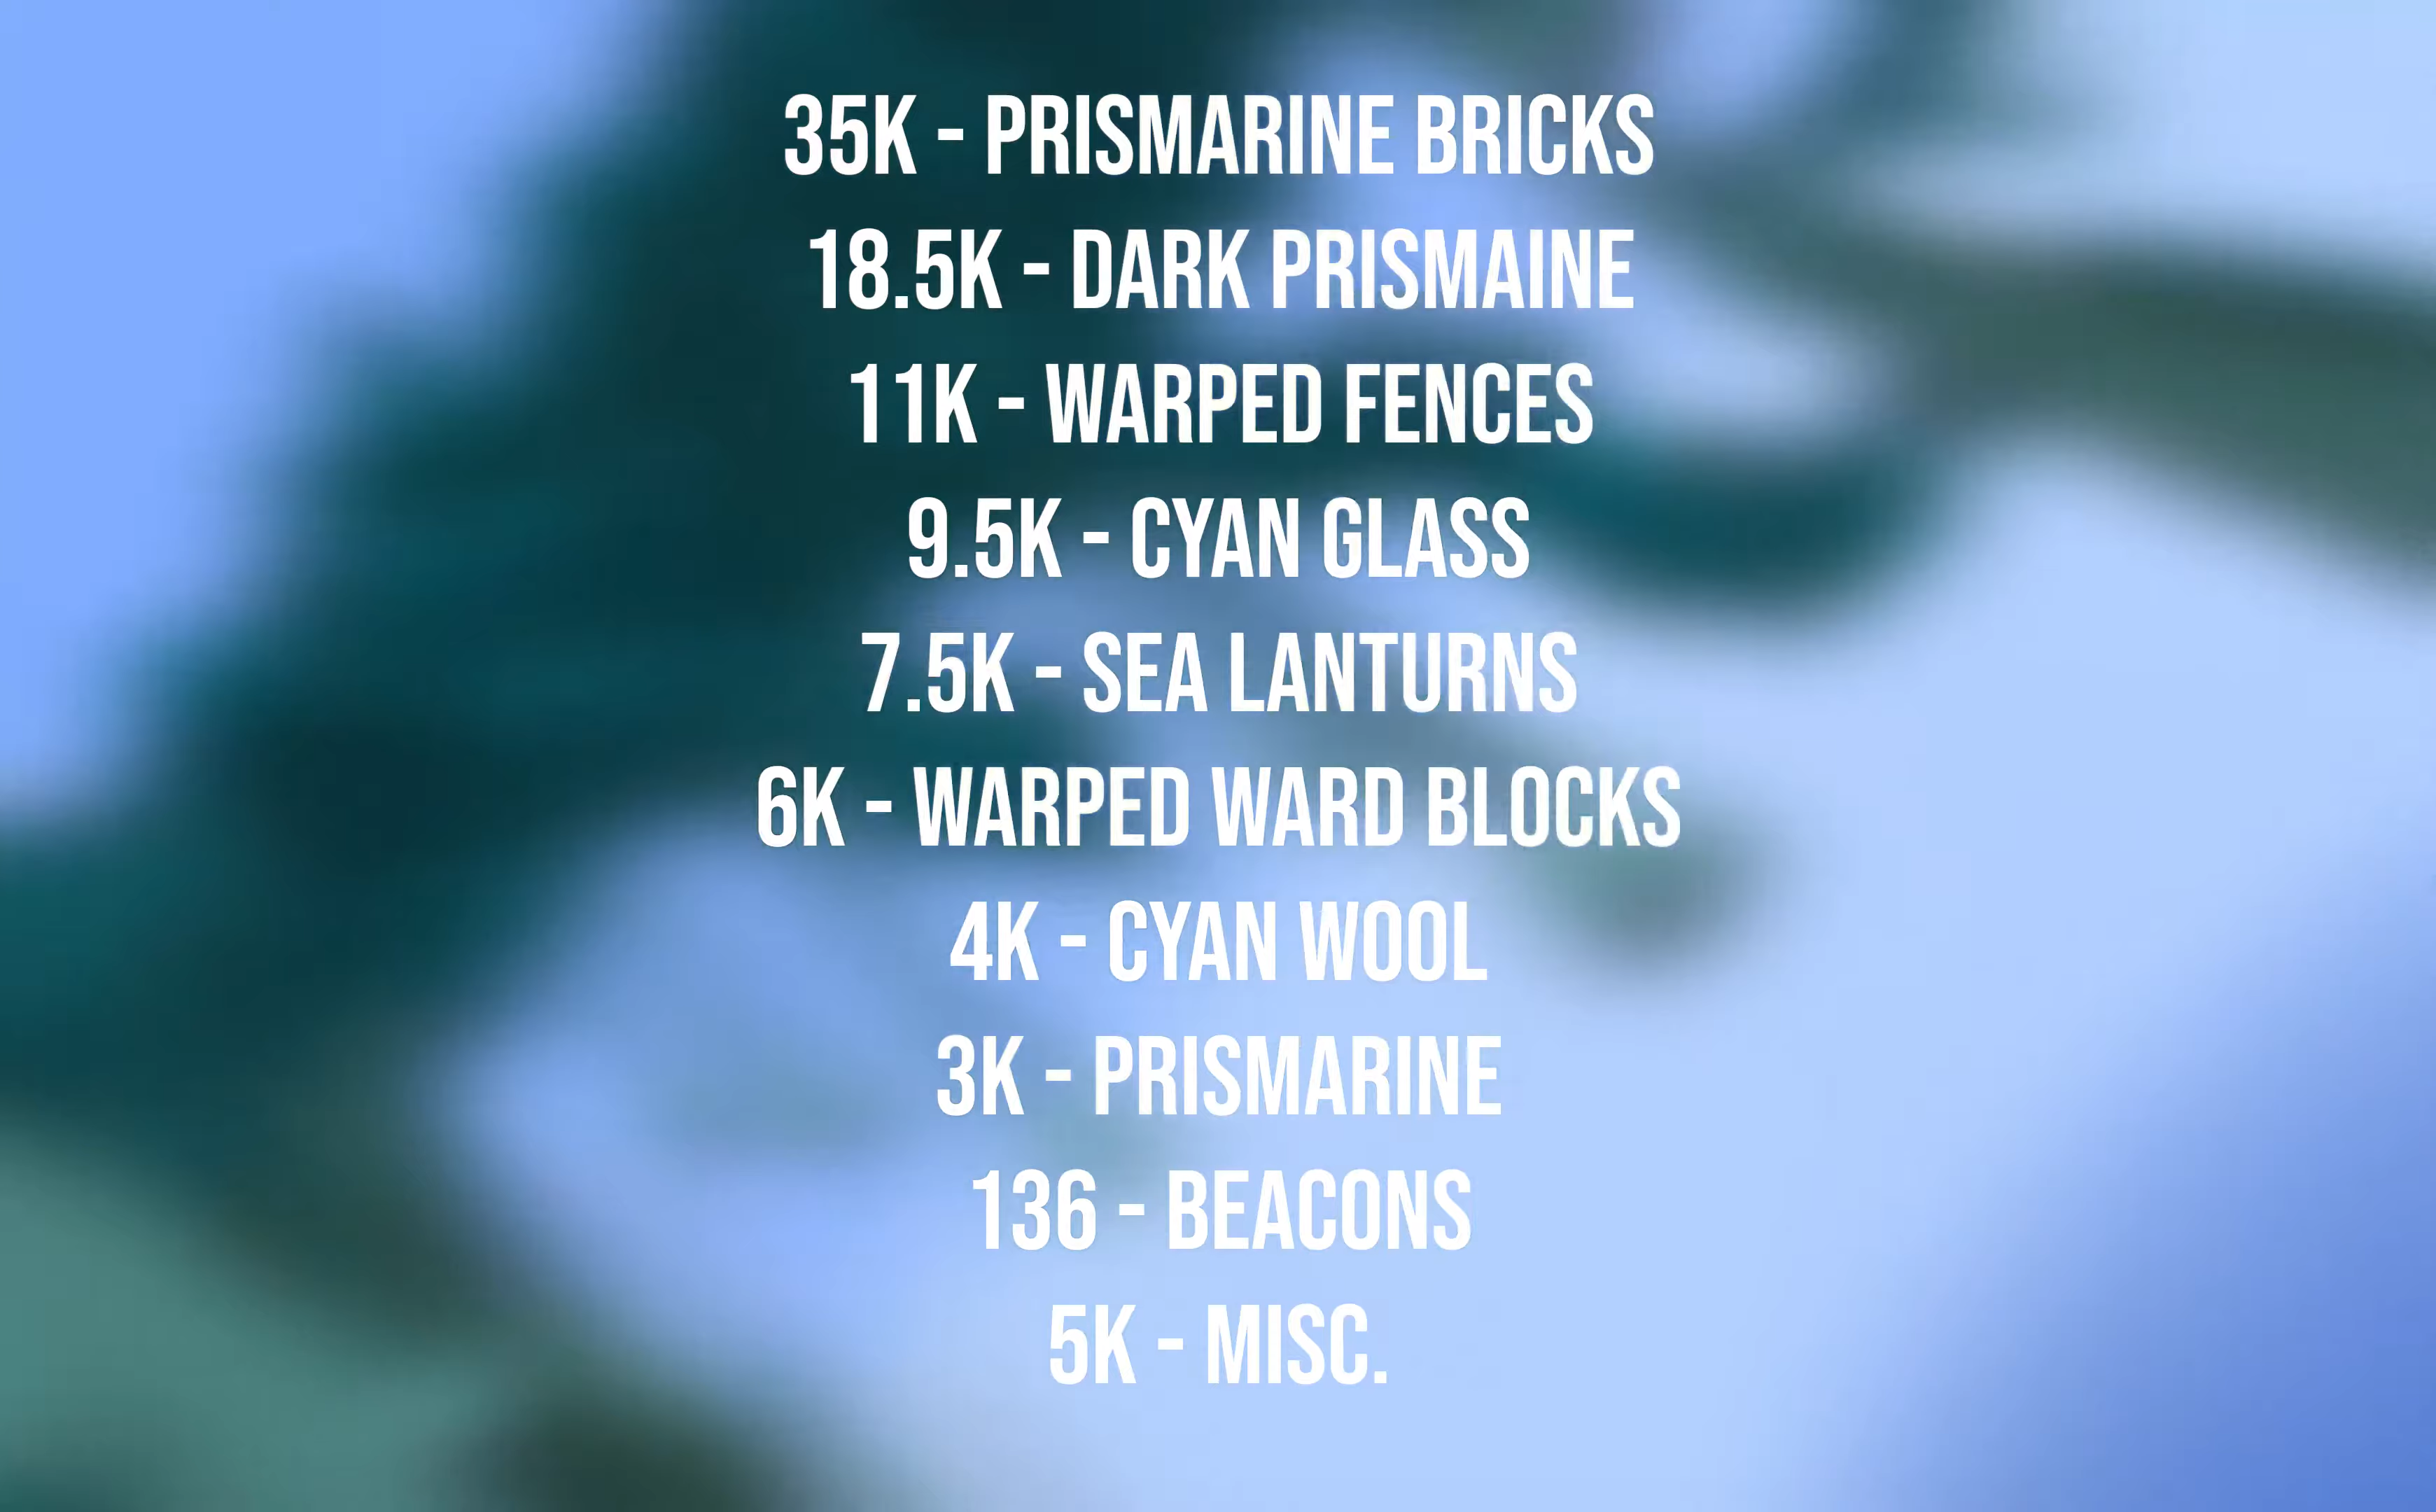 35K - PRISMARINE BRICKS
18.5K - DARK PRISMAINE
11K - WARPED FENCES
9.5K - CYAN GLASS
7.5K - SEA LANTURNS
6K - WARPED WARD BLOCKS
4K - CYAN WOOL
3K - PRISMARINE
136 - BEACONS
5K - MISC.